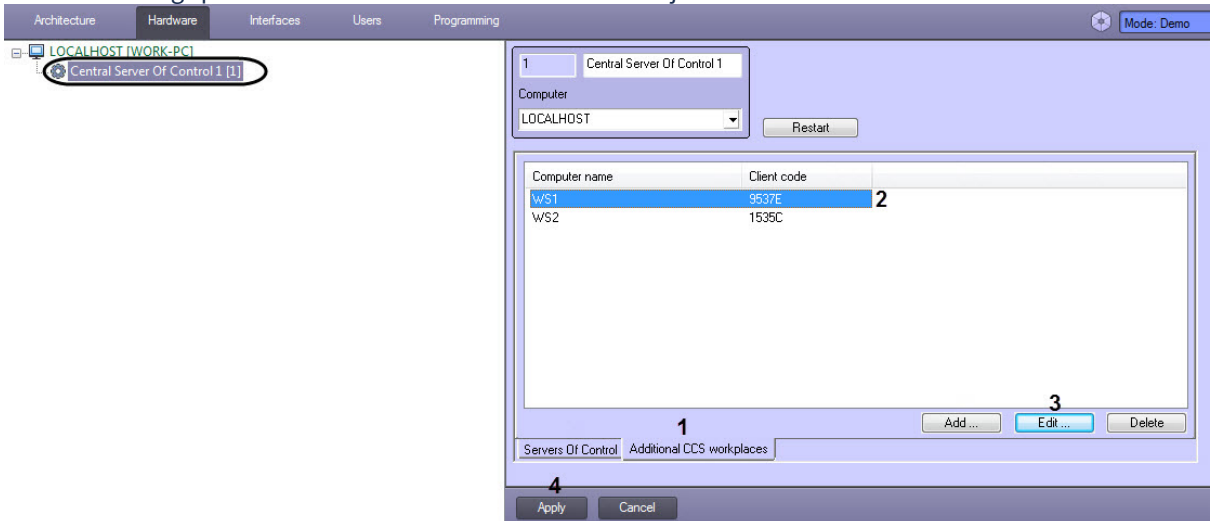 Architecture Hardware Interfaces Users Programming Mode: Demo
LOCALHOST [WORK-PC]
Central Server Of Control 1 [1]
1 Central Server Of Control 1
Computer
LOCALHOST
Restart
Computer name Client code
WS1 9537E 2
WS2 1535C
3
Add ... Edit ... Delete
1
Servers Of Control Additional CCS workplaces
4
Apply Cancel